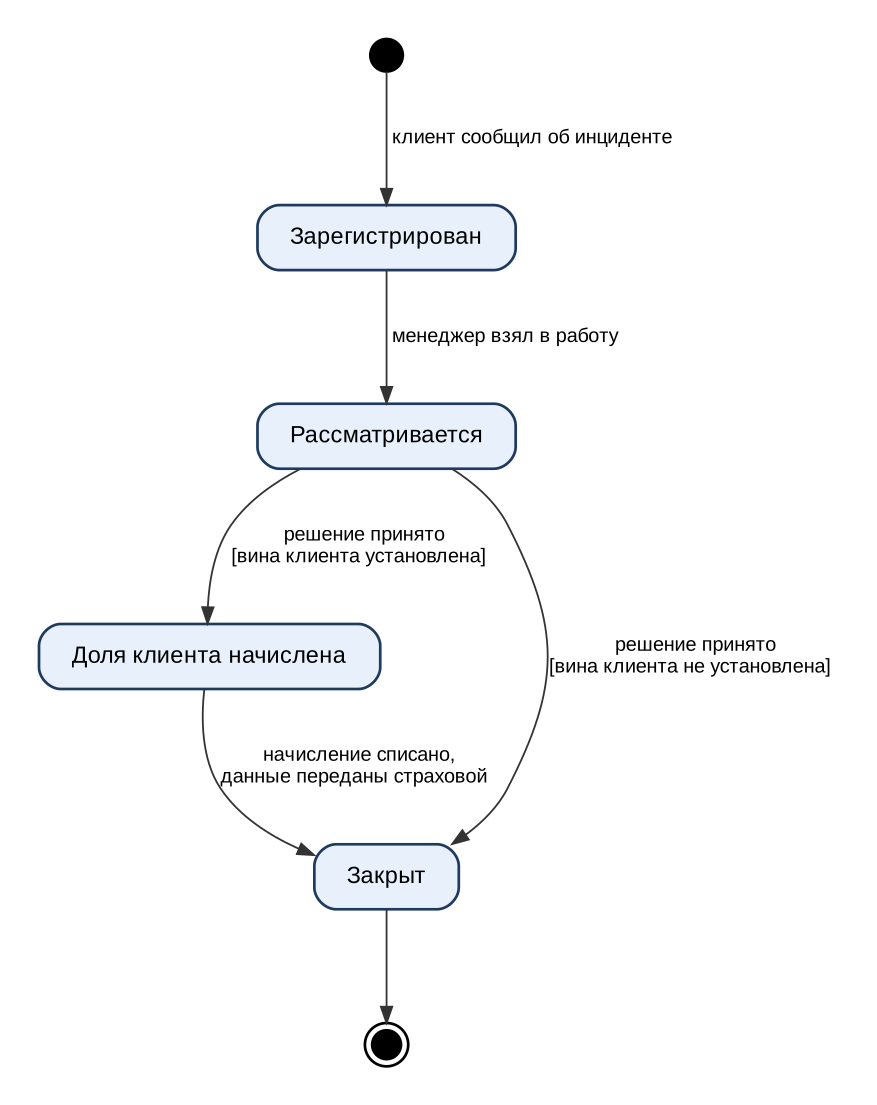 клиент сообщил об инциденте
Зарегистрирован
менеджер взял в работу
Рассматривается
решение принято
[вина клиента установлена]
решение принято
[вина клиента не установлена]
Доля клиента начислена
начисление списано,
данные переданы страховой
Закрыт